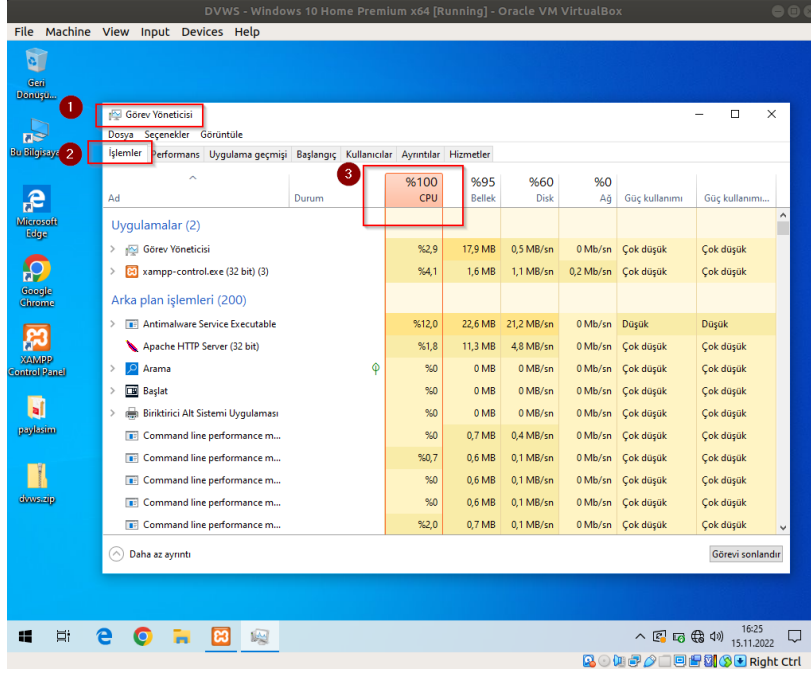 DVWS - Windows 10 Home Premium x64 [Running] - Oracle VM VirtualBox
File Machine View Input Devices Help
Geri
Dönüşü...
1
Görev Yöneticisi
Dosya Seçenekler Görüntüle
Bu Bilgisaya
2
İşlemler Performans Uygulama geçmişi Başlangıç Kullanıcılar Ayrıntılar Hizmetler
3
%100 %95 %60 %0
Ad Durum CPU Bellek Disk Ağ Güç kullanımı Güç kullanımı...
Microsoft
Edge
Uygulamalar (2)
Görev Yöneticisi %2,9 17,9 MB 0,5 MB/sn 0 Mb/sn Çok düşük Çok düşük
xampp-control.exe (32 bit) (3) %4,1 1,6 MB 1,1 MB/sn 0,2 Mb/sn Çok düşük Çok düşük
Google
Chrome
Arka plan işlemleri (200)
Antimalware Service Executable %12,0 22,6 MB 21,2 MB/sn 0 Mb/sn Düşük Düşük
Apache HTTP Server (32 bit) %1,8 11,3 MB 4,8 MB/sn 0 Mb/sn Çok düşük Çok düşük
XAMPP
Control Panel
Arama %0 0 MB 0 MB/sn 0 Mb/sn Çok düşük Çok düşük
Başlat %0 0 MB 0 MB/sn 0 Mb/sn Çok düşük Çok düşük
Biriktirici Alt Sistemi Uygulaması %0 0 MB 0 MB/sn 0 Mb/sn Çok düşük Çok düşük
paylasim
Command line performance m... %0 0,7 MB 0,4 MB/sn 0 Mb/sn Çok düşük Çok düşük
Command line performance m... %0,7 0,6 MB 0,1 MB/sn 0 Mb/sn Çok düşük Çok düşük
Command line performance m... %0 0,6 MB 0,1 MB/sn 0 Mb/sn Çok düşük Çok düşük
dvws.zip
Command line performance m... %0 0,6 MB 0,1 MB/sn 0 Mb/sn Çok düşük Çok düşük
Command line performance m... %2,0 0,7 MB 0,1 MB/sn 0 Mb/sn Çok düşük Çok düşük
Daha az ayrıntı Görevi sonlandır
16:25
15.11.2022
Right Ctrl